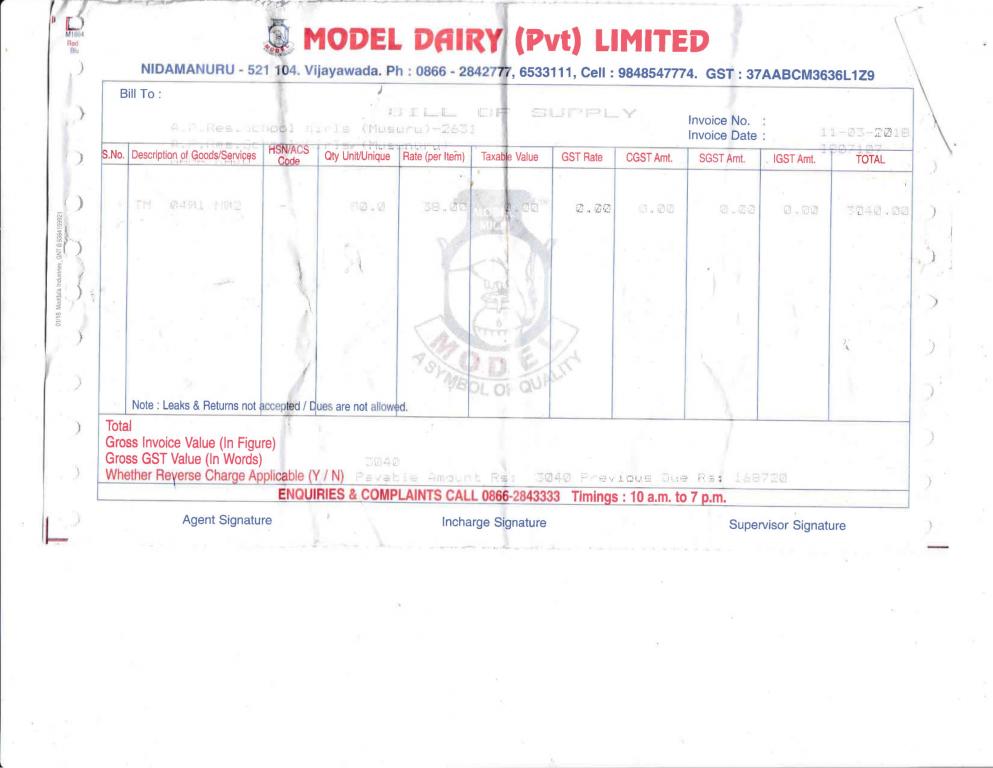 M1864
Red
Blu
MODEL DAIRY (Pvt) LIMITED
NIDAMANURU - 521 104. Vijayawada. Ph : 0866 - 2842777, 6533111, Cell : 9848547774. GST : 37AABCM3636L1Z9
Bill To :
BILL OF SUPPLY
Invoice No. :
A.P.Res.School Girls (Musuru)-2631
Invoice Date : 11-03-2018
S.No. Description of Goods/Services HSN/ACS Code Qty Unit/Unique Rate (per Item) Taxable Value GST Rate CGST Amt. SGST Amt. IGST Amt. TOTAL
TM - 80.0 38.00 0.00 0.00 0.00 0.00 0.00 3040.00
MODEL
A SYMBOL OF QUALITY
Note : Leaks & Returns not accepted / Dues are not allowed.
Total
Gross Invoice Value (In Figure)
Gross GST Value (In Words) 3040
Whether Reverse Charge Applicable (Y / N) Payable Amount Rs: 3040 Previous Due Rs: 168720
ENQUIRIES & COMPLAINTS CALL 0866-2843333 Timings : 10 a.m. to 7 p.m.
Agent Signature Incharge Signature Supervisor Signature